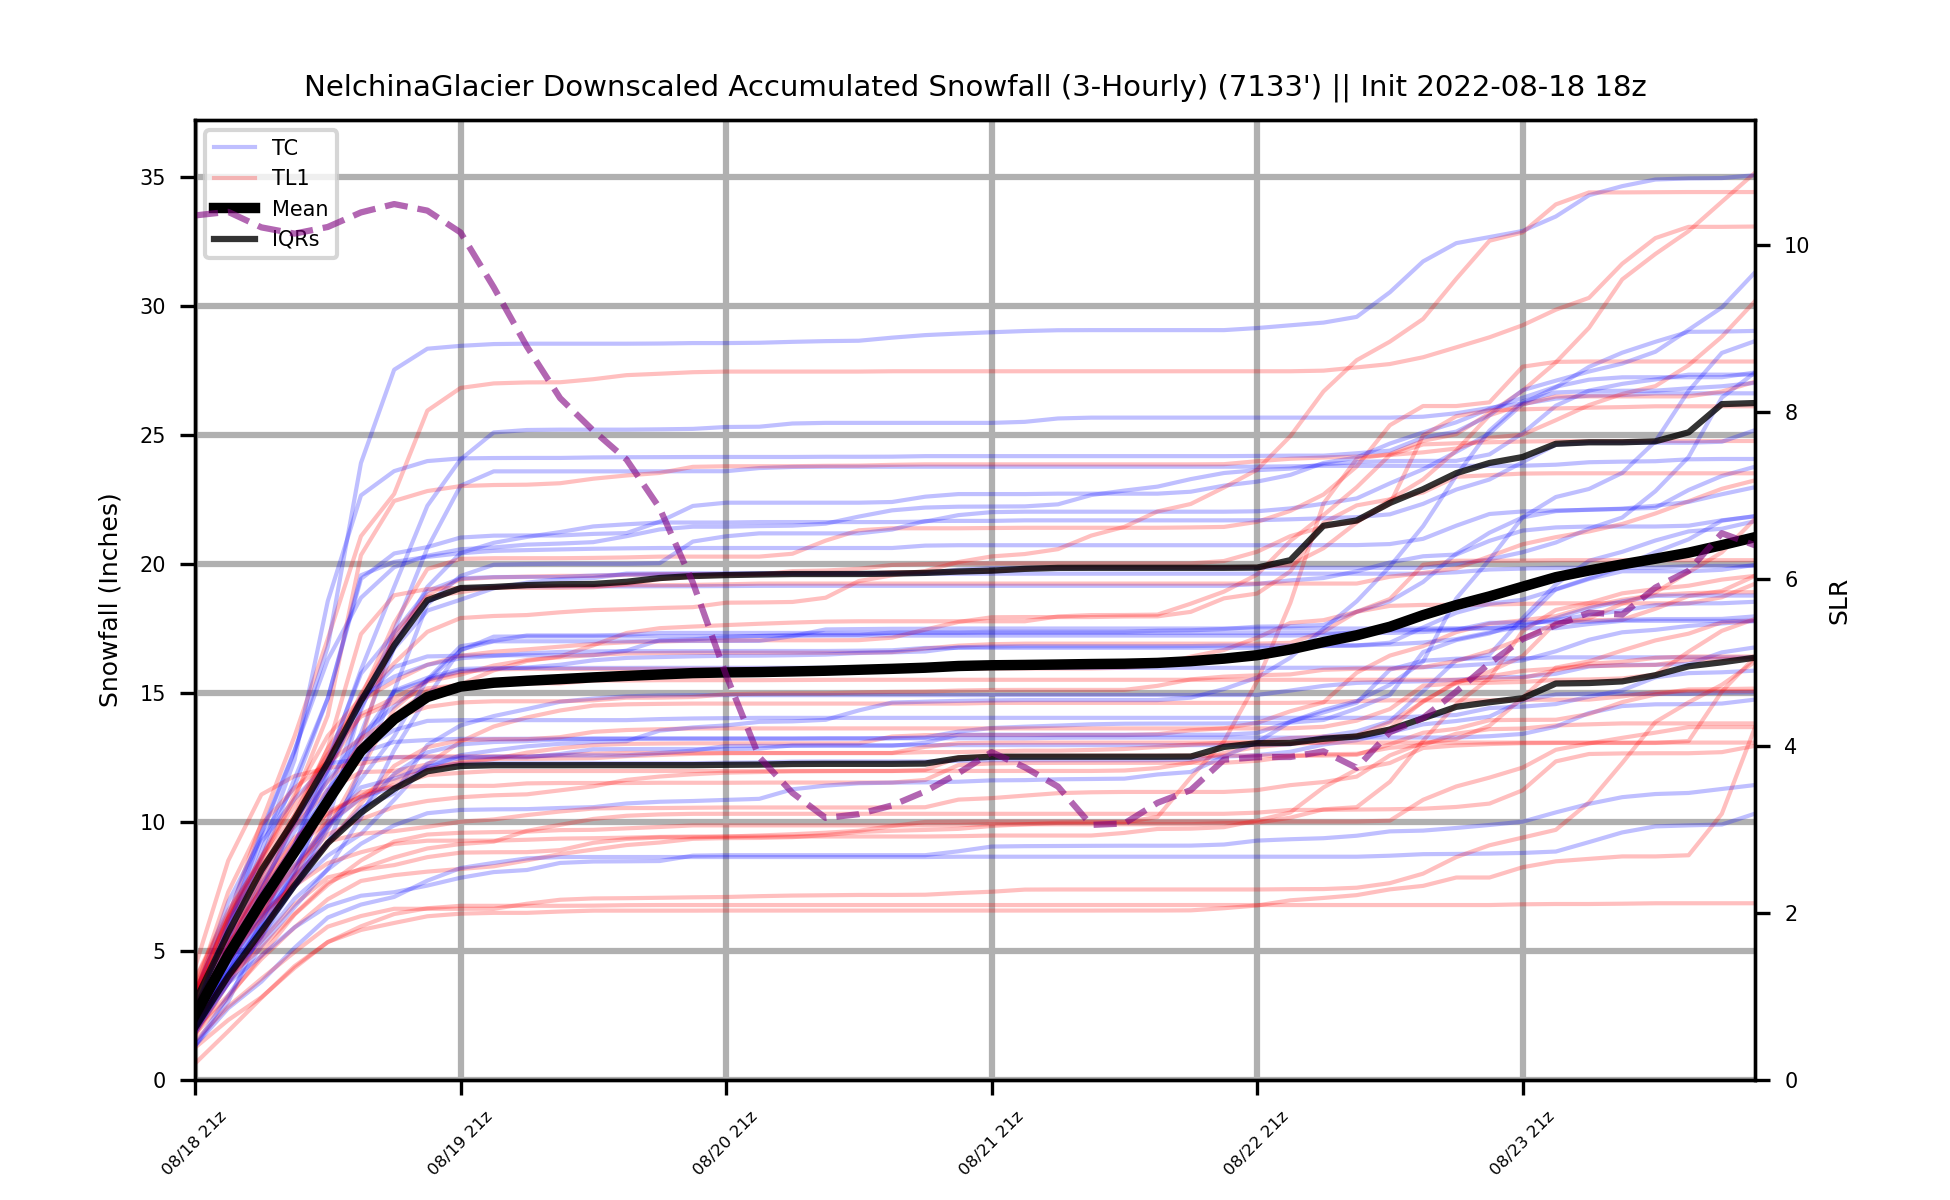 NelchinaGlacier Downscaled Accumulated Snowfall (3-Hourly) (7133') || Init 2022-08-18 18z
TC
TL1
Mean
IQRs
35
30
25
20
15
10
5
0
Snowfall (Inches)
10
8
6
4
2
0
SLR
08/18 21z
08/19 21z
08/20 21z
08/21 21z
08/22 21z
08/23 21z